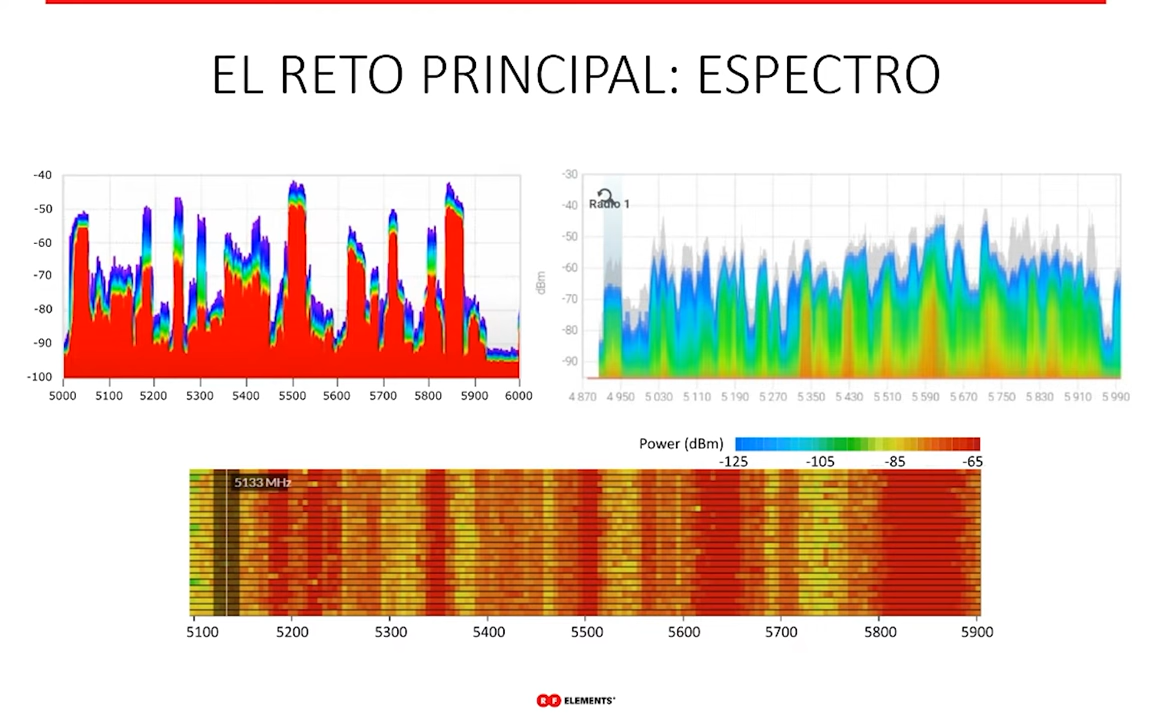 EL RETO PRINCIPAL: ESPECTRO
-40
-50
-60
-70
-80
-90
-100
5000 5100 5200 5300 5400 5500 5600 5700 5800 5900 6000
-30
-40
-50
-60
-70
-80
-90
dBm
Radio 1
4 870 4 950 5 030 5 110 5 190 5 270 5 350 5 430 5 510 5 590 5 670 5 750 5 830 5 910 5 990
Power (dBm)
-125 -105 -85 -65
5133 MHz
5100 5200 5300 5400 5500 5600 5700 5800 5900
RF ELEMENTS